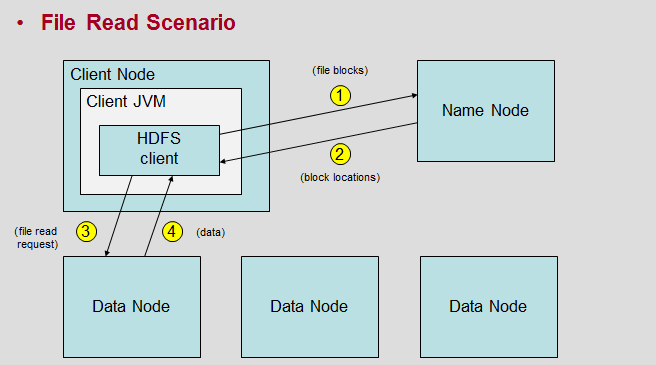 • File Read Scenario
Client Node
Client JVM
HDFS
client
(file blocks)
1
Name Node
2
(block locations)
(file read
request)
3
4
(data)
Data Node
Data Node
Data Node